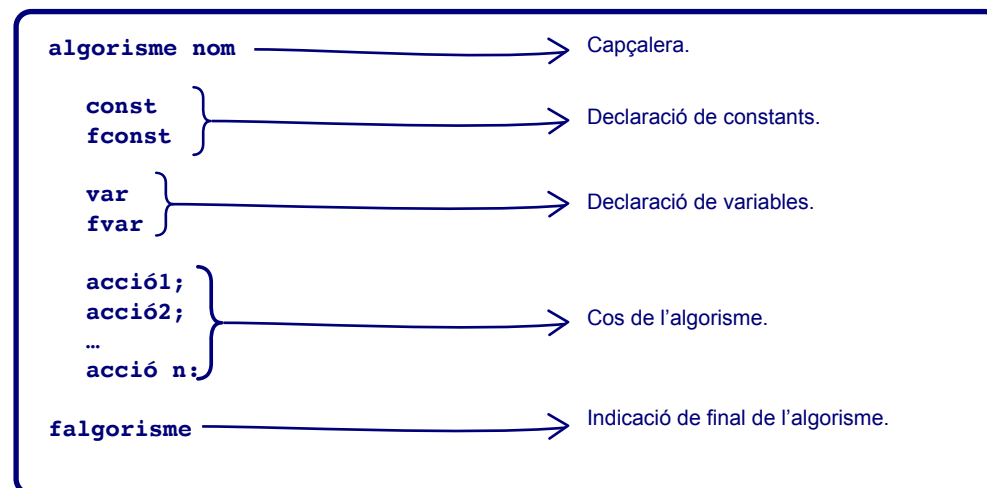 algorisme nom Capçalera.
const
fconst
Declaració de constants.
var
fvar
Declaració de variables.
acció1;
acció2;
…
acció n:
Cos de l’algorisme.
falgorisme Indicació de final de l’algorisme.